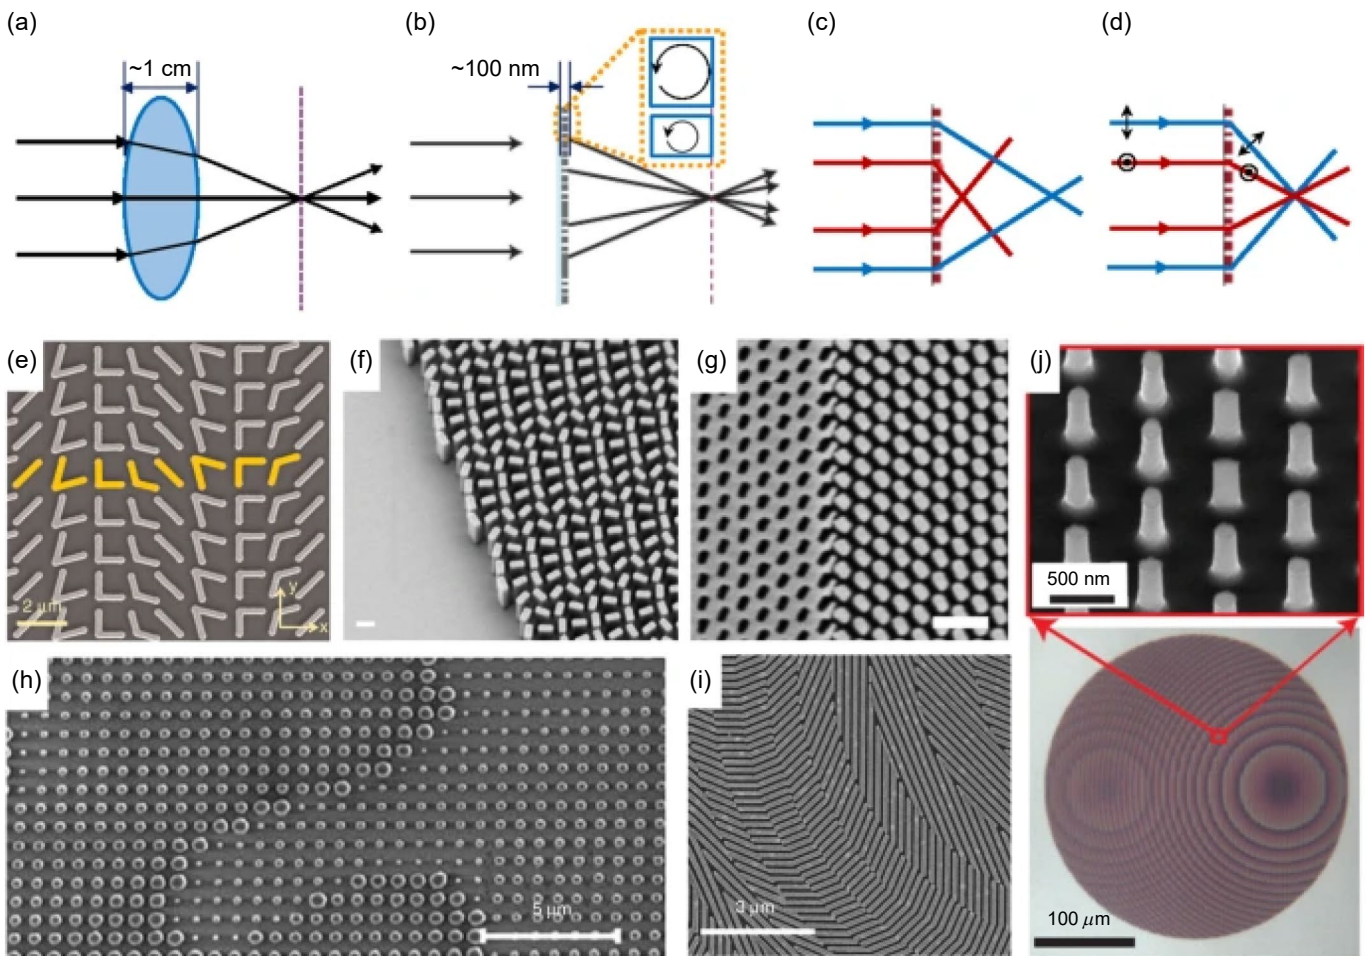 (a)
(b)
(c)
(d)
~1 cm
~100 nm
(e)
(f)
(g)
(j)
2 μm
y
x
500 nm
(h)
(i)
5 μm
3 μm
100 μm